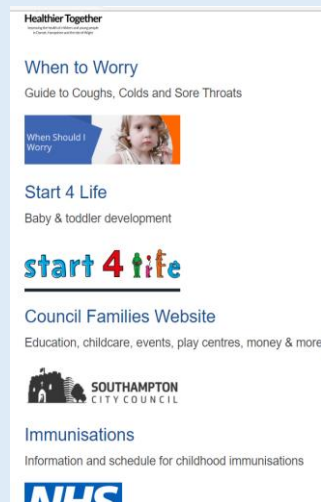 Healthier Together
When to Worry
Guide to Coughs, Colds and Sore Throats
When Should I
Worry
Start 4 Life
Baby & toddler development
start 4 life
Council Families Website
Education, childcare, events, play centres, money & more
SOUTHAMPTON
CITY COUNCIL
Immunisations
Information and schedule for childhood immunisations
NHS